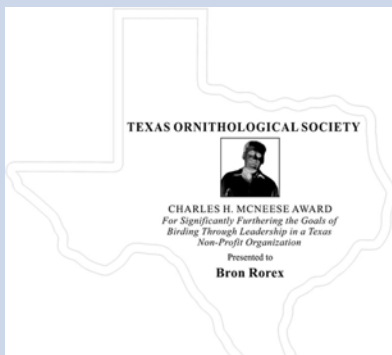 TEXAS ORNITHOLOGICAL SOCIETY
CHARLES H. MCNEESE AWARD
For Significantly Furthering the Goals of
Birding Through Leadership in a Texas
Non-Profit Organization
Presented to
Bron Rorex